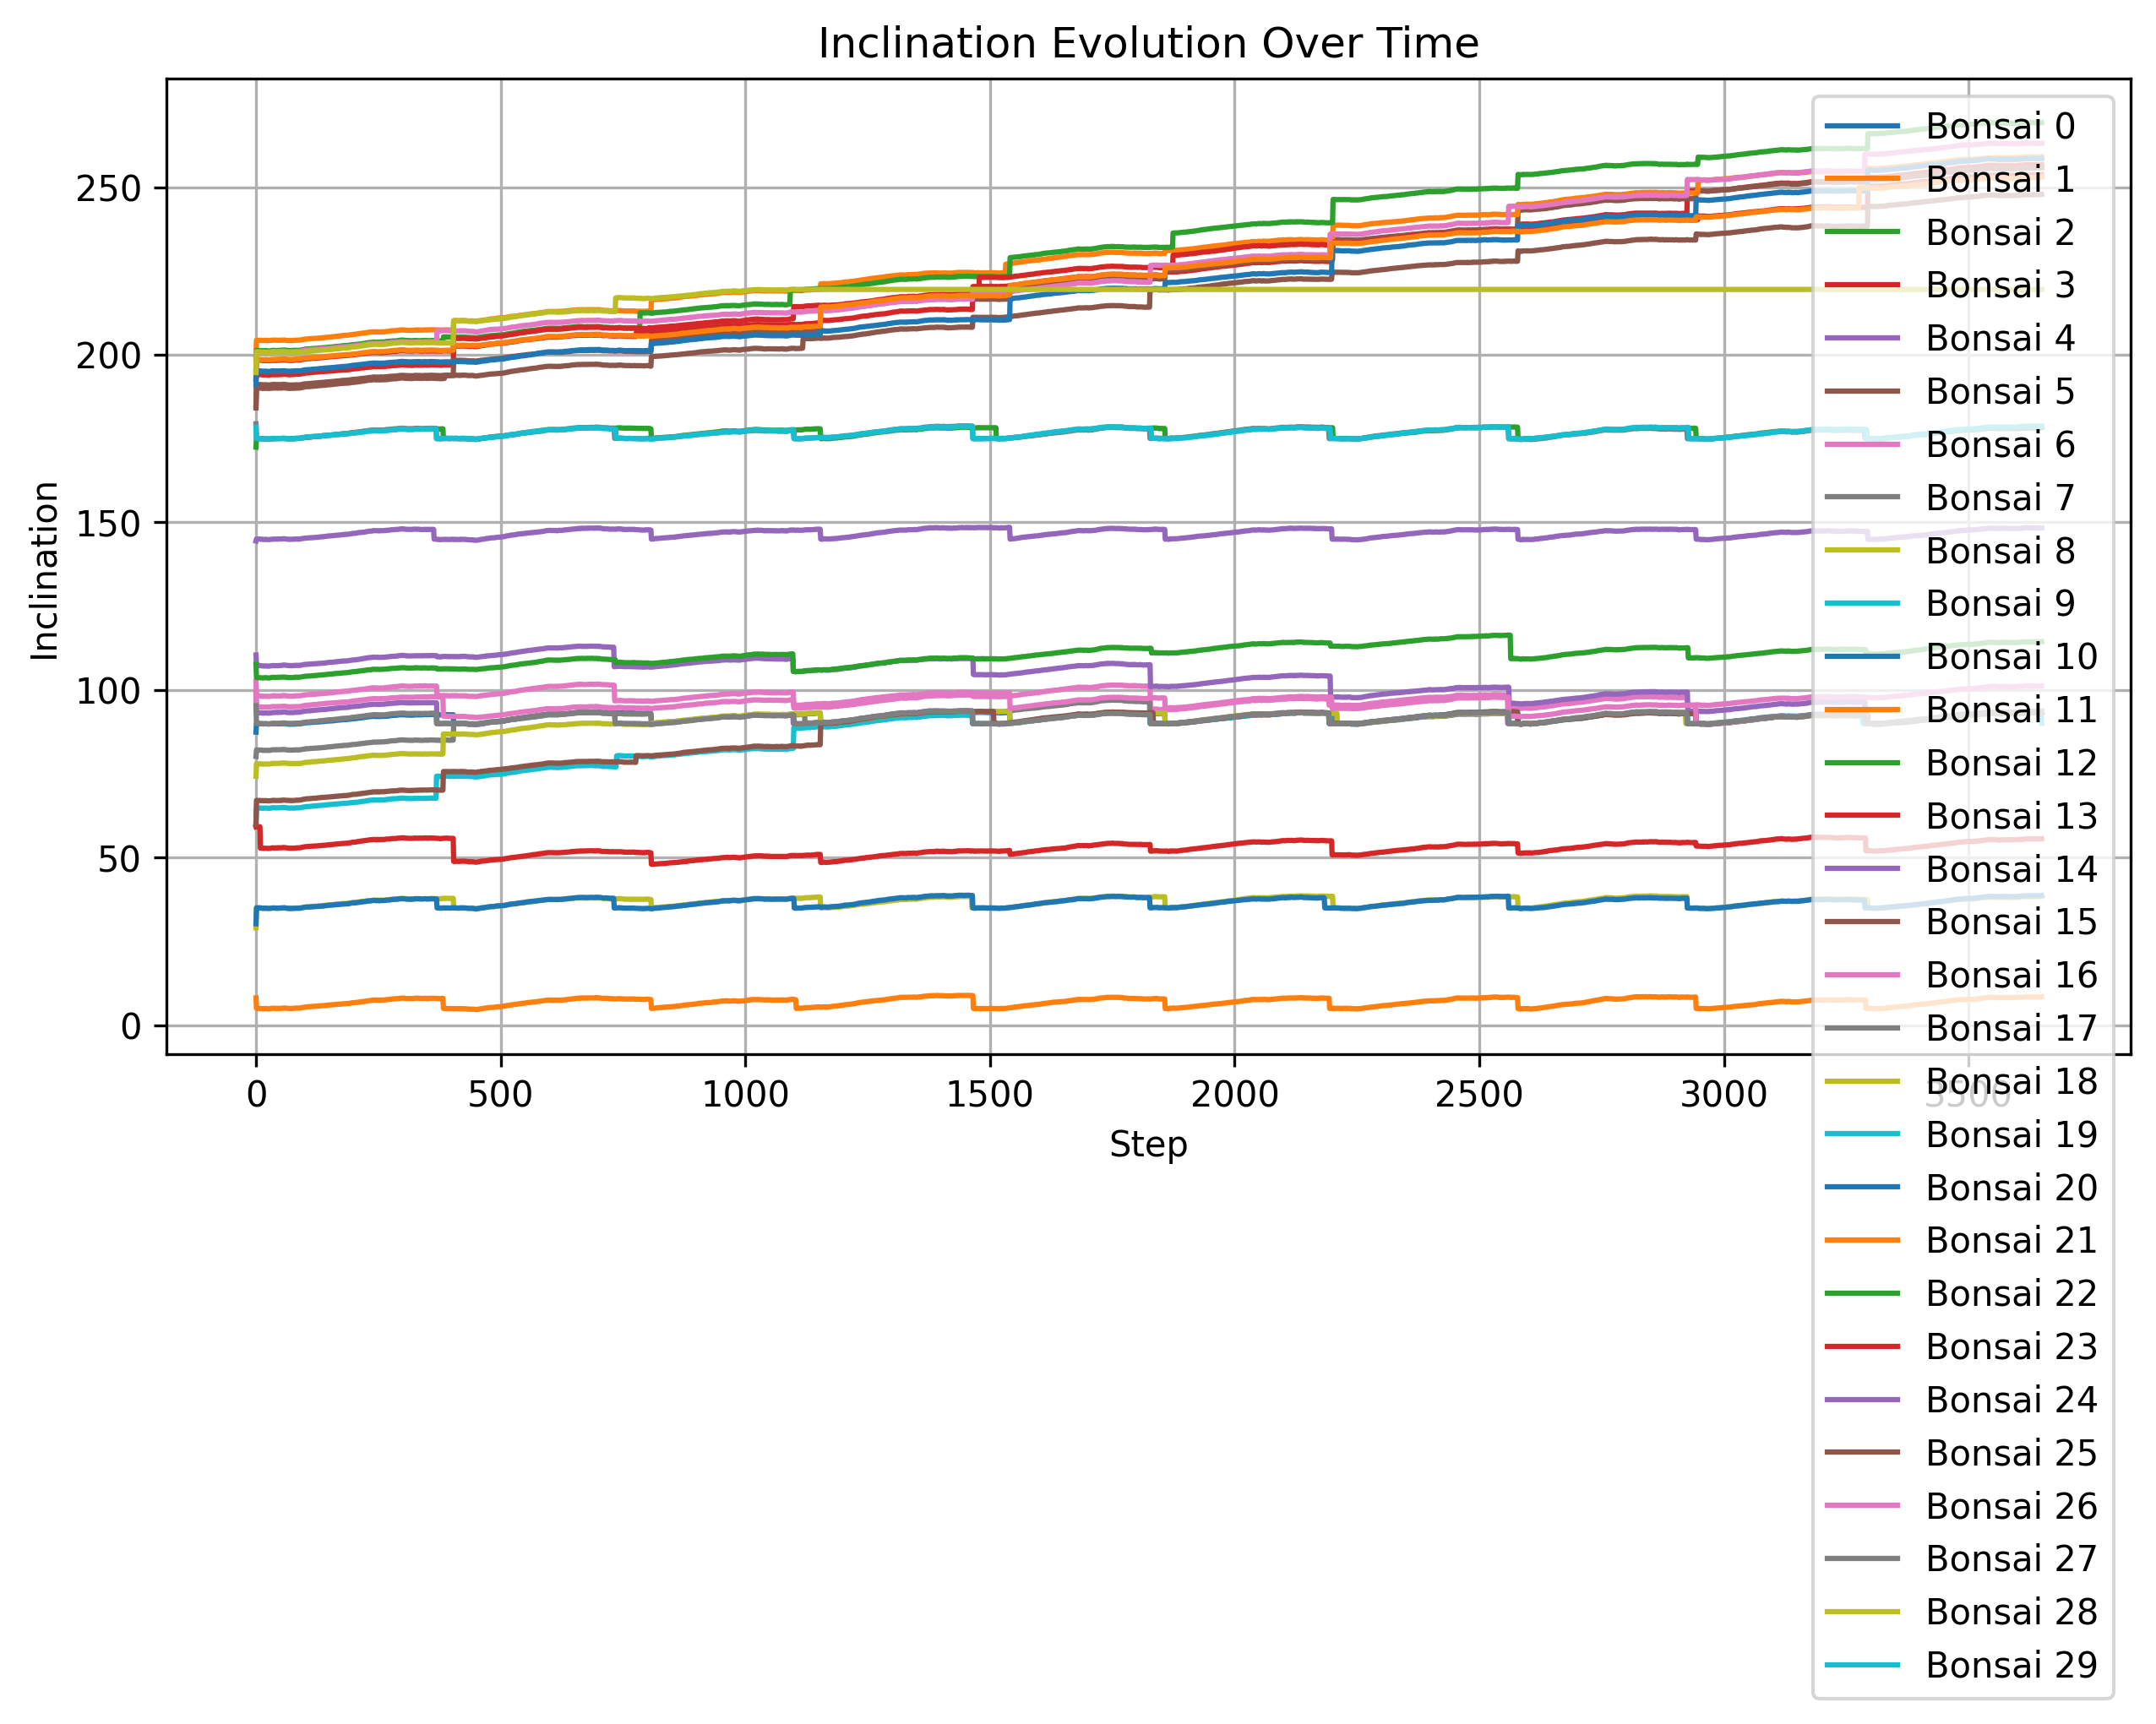 Inclination Evolution Over Time
Inclination
250
200
150
100
50
0
0 500 1000 1500 2000 2500 3000 3500
Step
Bonsai 0
Bonsai 1
Bonsai 2
Bonsai 3
Bonsai 4
Bonsai 5
Bonsai 6
Bonsai 7
Bonsai 8
Bonsai 9
Bonsai 10
Bonsai 11
Bonsai 12
Bonsai 13
Bonsai 14
Bonsai 15
Bonsai 16
Bonsai 17
Bonsai 18
Bonsai 19
Bonsai 20
Bonsai 21
Bonsai 22
Bonsai 23
Bonsai 24
Bonsai 25
Bonsai 26
Bonsai 27
Bonsai 28
Bonsai 29